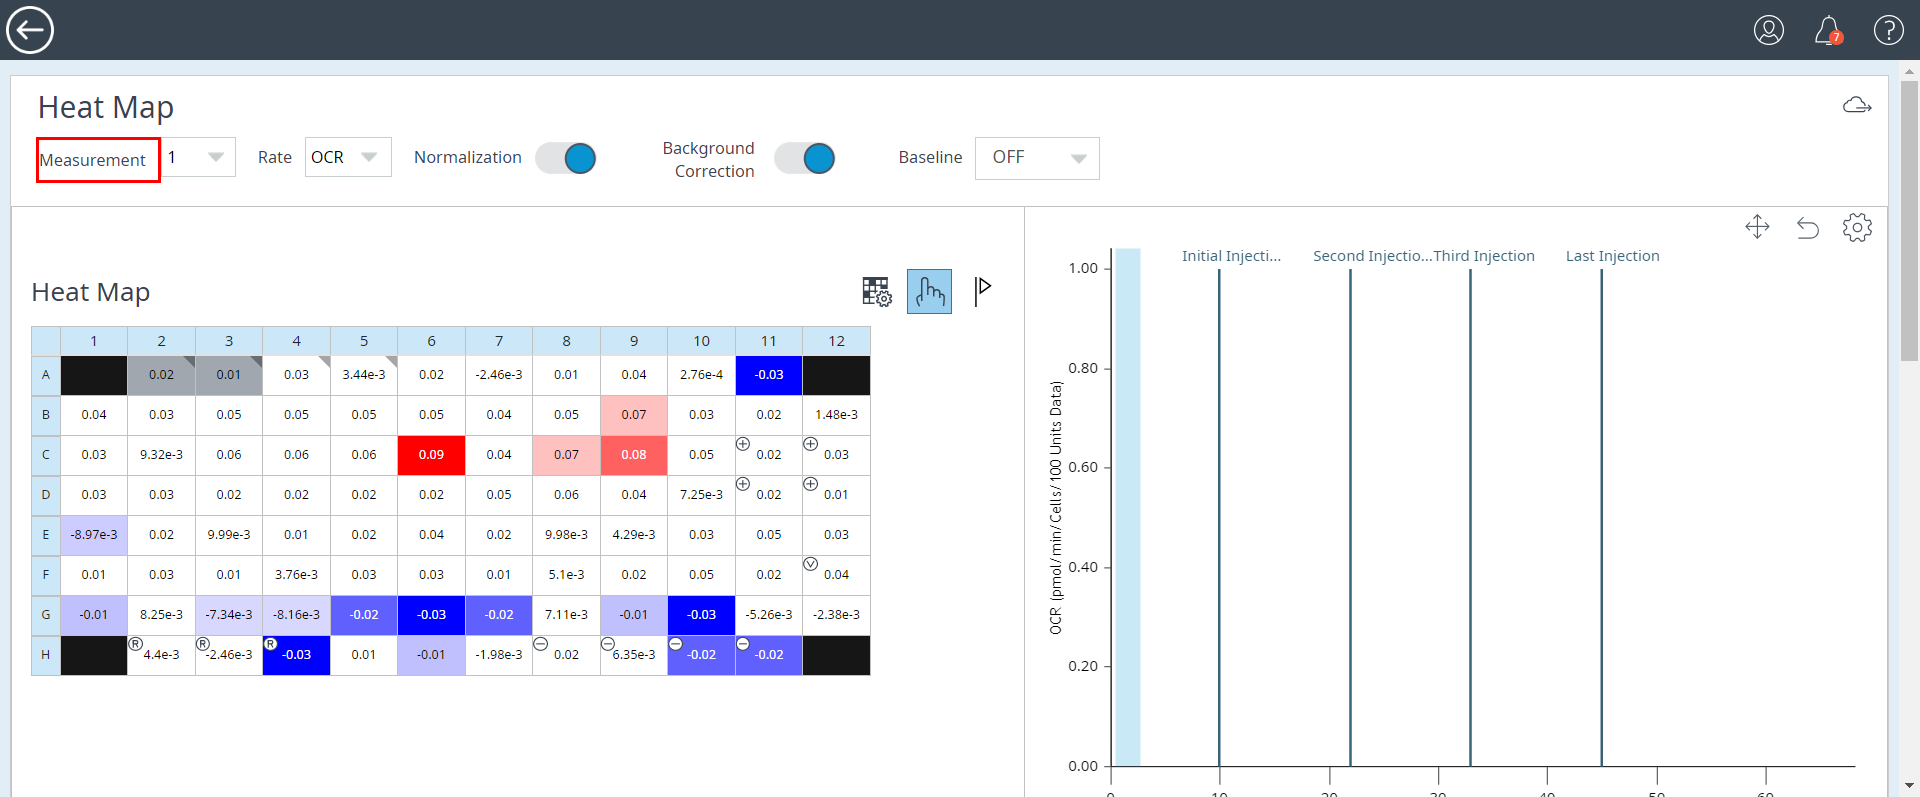 7
Heat Map
Measurement 1 Rate OCR Normalization Background Correction Baseline OFF
Heat Map
1 2 3 4 5 6 7 8 9 10 11 12
A 0.02 0.01 0.03 3.44e-3 0.02 -2.46e-3 0.01 0.04 2.76e-4 -0.03
B 0.04 0.03 0.05 0.05 0.05 0.05 0.04 0.05 0.07 0.03 0.02 1.48e-3
C 0.03 9.32e-3 0.06 0.06 0.06 0.09 0.04 0.07 0.08 0.05 0.02 0.03
D 0.03 0.03 0.02 0.02 0.02 0.02 0.05 0.06 0.04 7.25e-3 0.02 0.01
E -8.97e-3 0.02 9.99e-3 0.01 0.02 0.04 0.02 9.98e-3 4.29e-3 0.03 0.05 0.03
F 0.01 0.03 0.01 3.76e-3 0.03 0.03 0.01 5.1e-3 0.02 0.05 0.02 0.04
G -0.01 8.25e-3 -7.34e-3 -8.16e-3 -0.02 -0.03 -0.02 7.11e-3 -0.01 -0.03 -5.26e-3 -2.38e-3
R R R
H 4.4e-3 -2.46e-3 -0.03 0.01 -0.01 -1.98e-3 0.02 6.35e-3 -0.02 -0.02
Initial Injecti... Second Injectio... Third Injection Last Injection
OCR (pmol/min/Cells/100 Units Data)
1.00
0.80
0.60
0.40
0.20
0.00
0 10 20 30 40 50 60